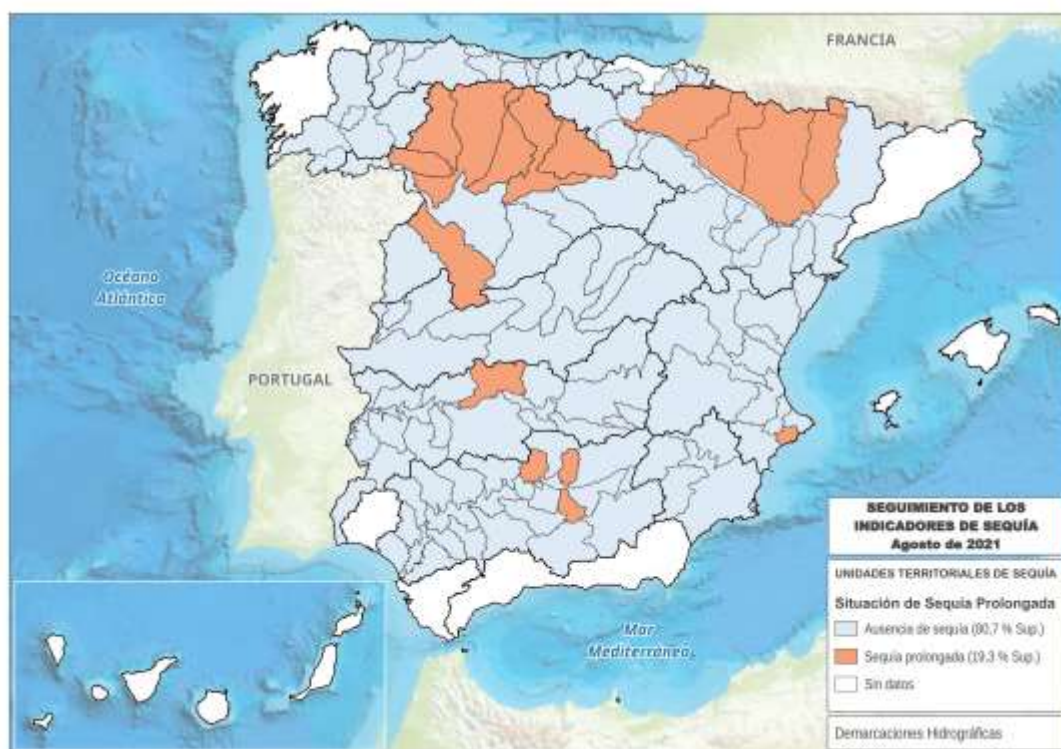 FRANCIA
Océano
Atlántico
PORTUGAL
Mar
Mediterráneo
SEGUIMIENTO DE LOS
INDICADORES DE SEQUÍA
Agosto de 2021
UNIDADES TERRITORIALES DE SEQUÍA
Situación de Sequía Prolongada
Ausencia de sequía (80,7 % Sup.)
Sequía prolongada (19,3 % Sup.)
Sin datos
Demarcaciones Hidrográficas